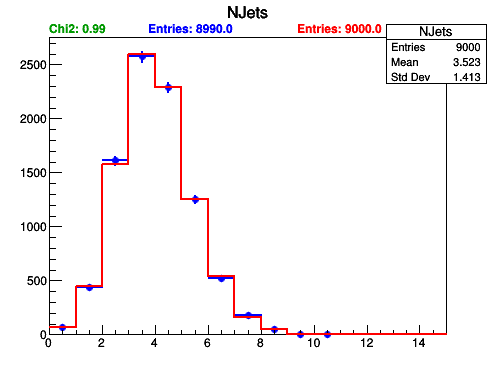 NJets
Chi2: 0.99 Entries: 8990.0 Entries: 9000.0
NJets
Entries 9000
Mean 3.523
Std Dev 1.413
2500
2000
1500
1000
500
0
0 2 4 6 8 10 12 14